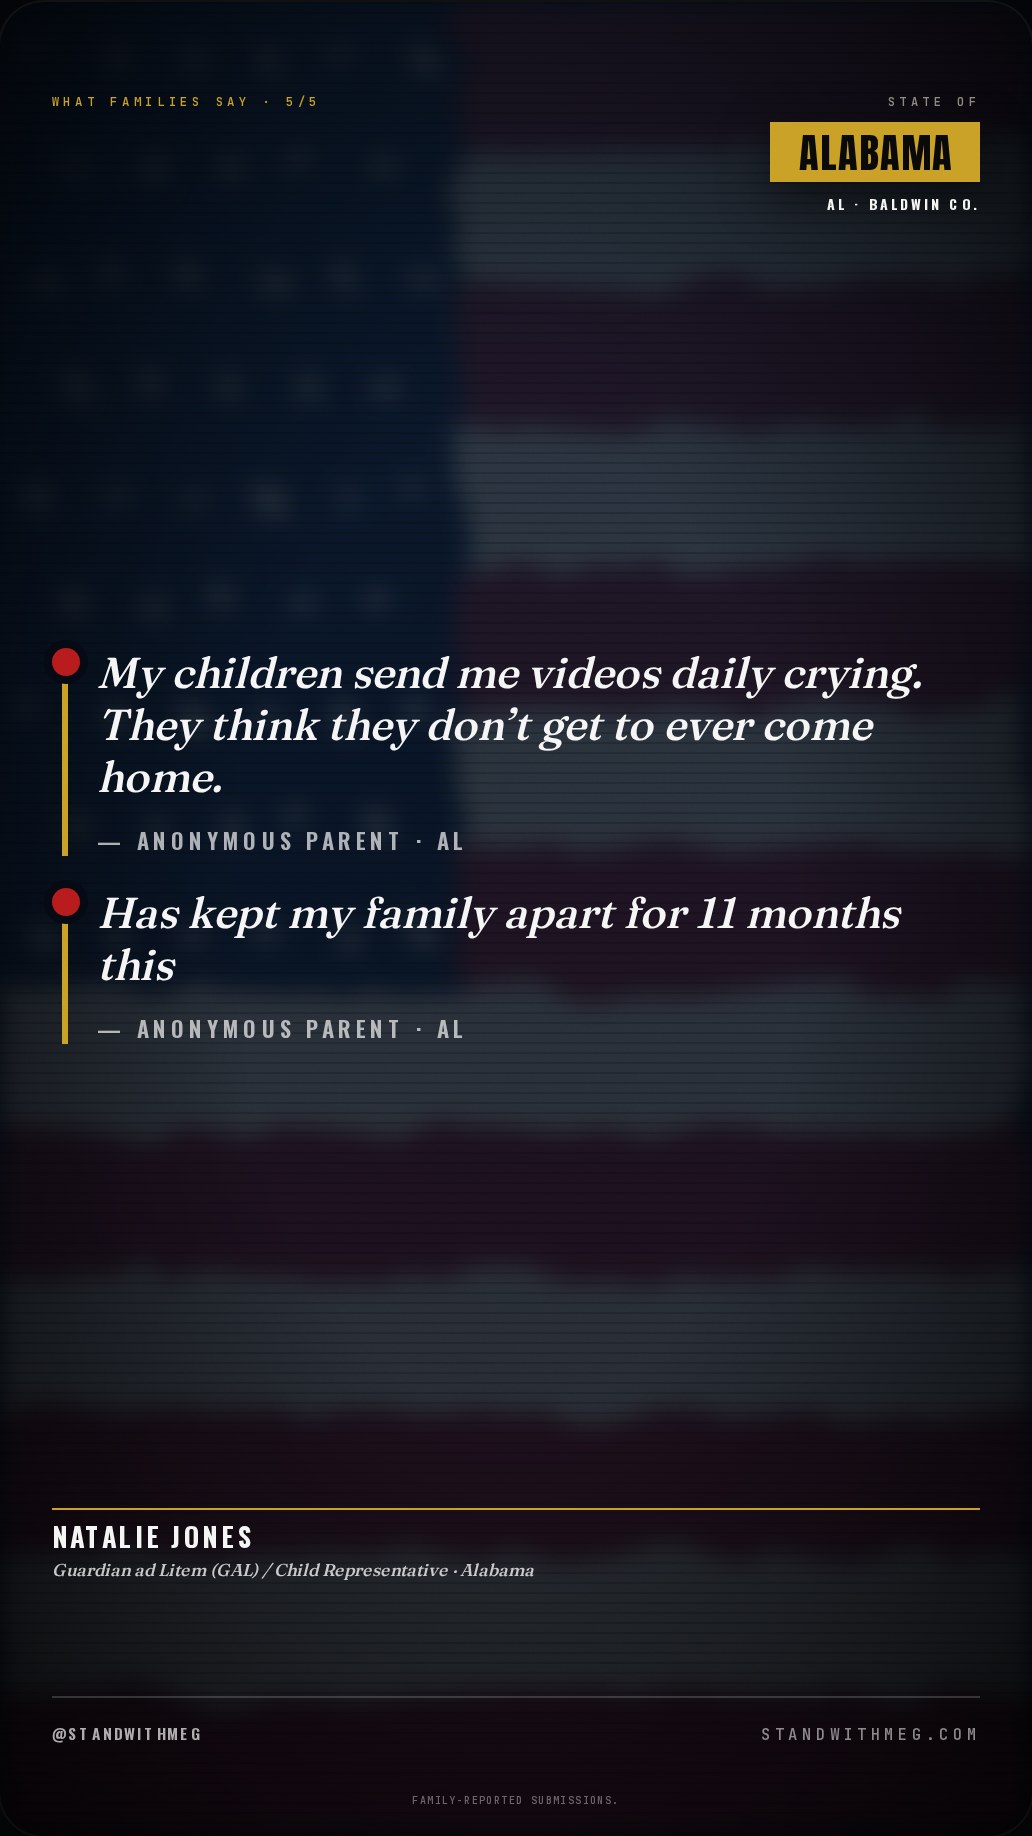 WHAT FAMILIES SAY · 5/5
STATE OF
ALABAMA
AL · BALDWIN CO.
My children send me videos daily crying.
They think they don’t get to ever come
home.
— ANONYMOUS PARENT · AL
Has kept my family apart for 11 months
this
— ANONYMOUS PARENT · AL
NATALIE JONES
Guardian ad Litem (GAL) / Child Representative · Alabama
@STANDWITHMEG
STANDWITHMEG.COM
FAMILY-REPORTED SUBMISSIONS.